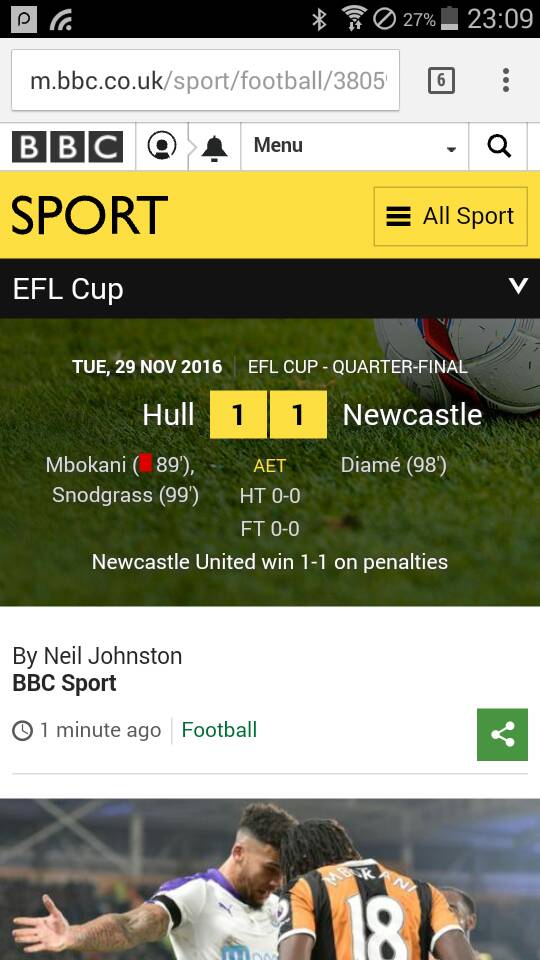 27% 23:09
m.bbc.co.uk/sport/football/3805 6
BBC Menu
SPORT All Sport
EFL Cup
TUE, 29 NOV 2016 EFL CUP - QUARTER-FINAL
Hull 1 1 Newcastle
Mbokani ( 89'), AET Diamé (98')
Snodgrass (99') HT 0-0
FT 0-0
Newcastle United win 1-1 on penalties
By Neil Johnston
BBC Sport
1 minute ago Football
MBOKANI
18